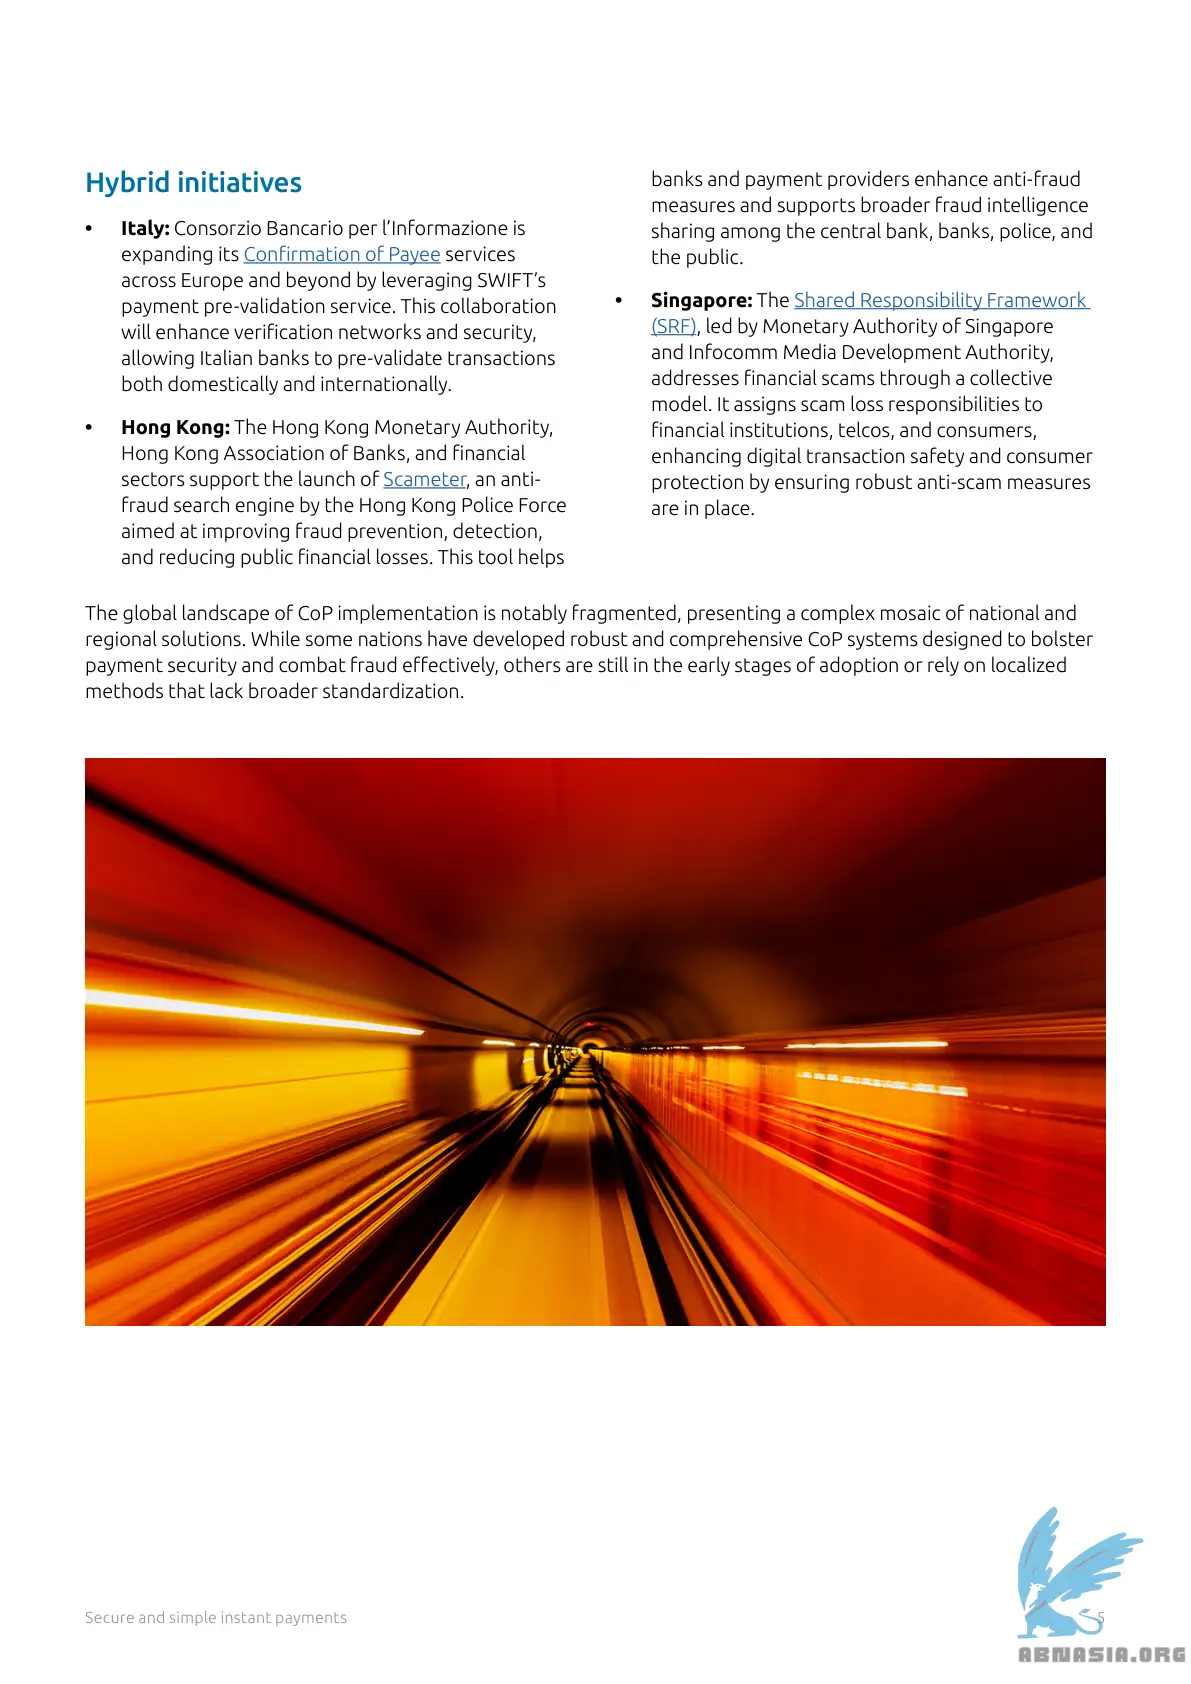 Hybrid initiatives
• Italy: Consorzio Bancario per l’Informazione is
expanding its Confirmation of Payee services
across Europe and beyond by leveraging SWIFT’s
payment pre-validation service. This collaboration
will enhance verification networks and security,
allowing Italian banks to pre-validate transactions
both domestically and internationally.
• Hong Kong: The Hong Kong Monetary Authority,
Hong Kong Association of Banks, and financial
sectors support the launch of Scameter, an anti-
fraud search engine by the Hong Kong Police Force
aimed at improving fraud prevention, detection,
and reducing public financial losses. This tool helps
banks and payment providers enhance anti-fraud
measures and supports broader fraud intelligence
sharing among the central bank, banks, police, and
the public.
• Singapore: The Shared Responsibility Framework
(SRF), led by Monetary Authority of Singapore
and Infocomm Media Development Authority,
addresses financial scams through a collective
model. It assigns scam loss responsibilities to
financial institutions, telcos, and consumers,
enhancing digital transaction safety and consumer
protection by ensuring robust anti-scam measures
are in place.
The global landscape of CoP implementation is notably fragmented, presenting a complex mosaic of national and
regional solutions. While some nations have developed robust and comprehensive CoP systems designed to bolster
payment security and combat fraud effectively, others are still in the early stages of adoption or rely on localized
methods that lack broader standardization.
Secure and simple instant payments
5
ABNASIA.ORG